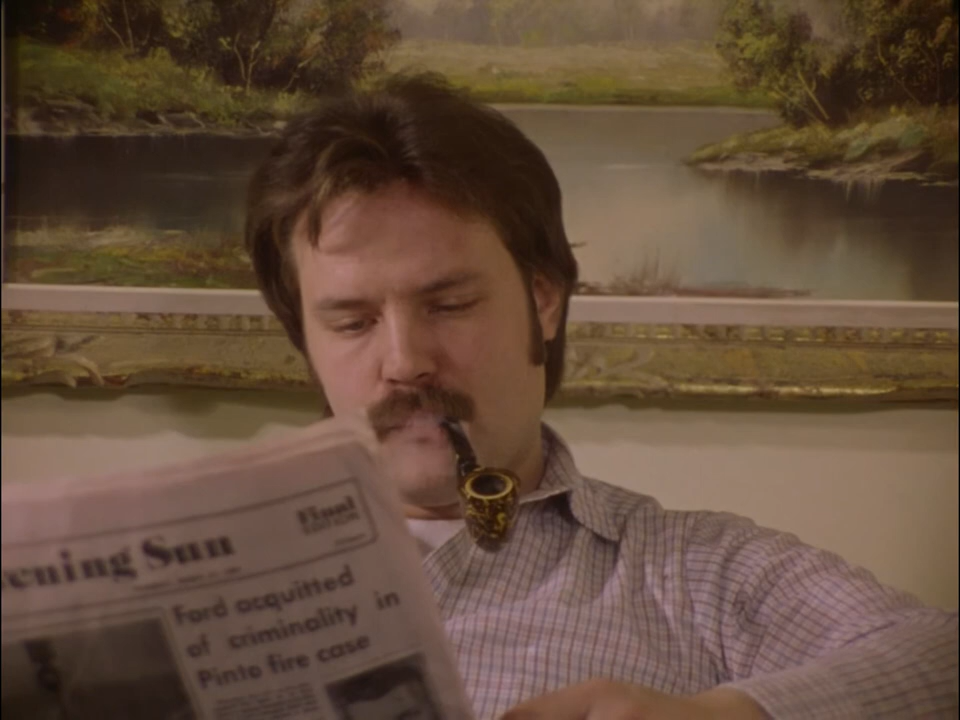 Final
EDITION
ening Sun
Ford acquitted
of criminality in
Pinto fire case